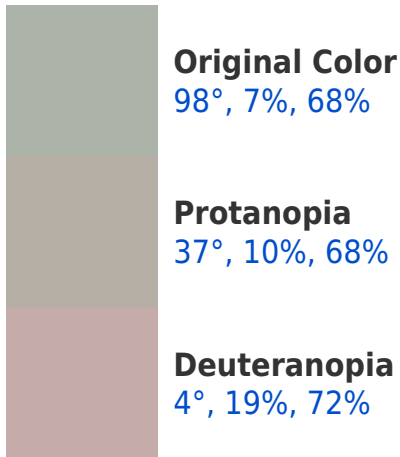 Original Color
98°, 7%, 68%
Protanopia
37°, 10%, 68%
Deuteranopia
4°, 19%, 72%